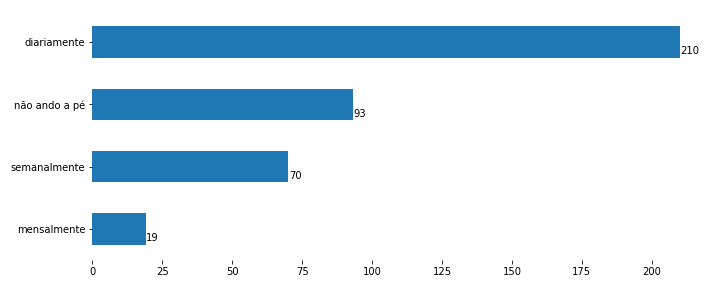 diariamente
210
não ando a pé
93
semanalmente
70
mensalmente
19
0 25 50 75 100 125 150 175 200